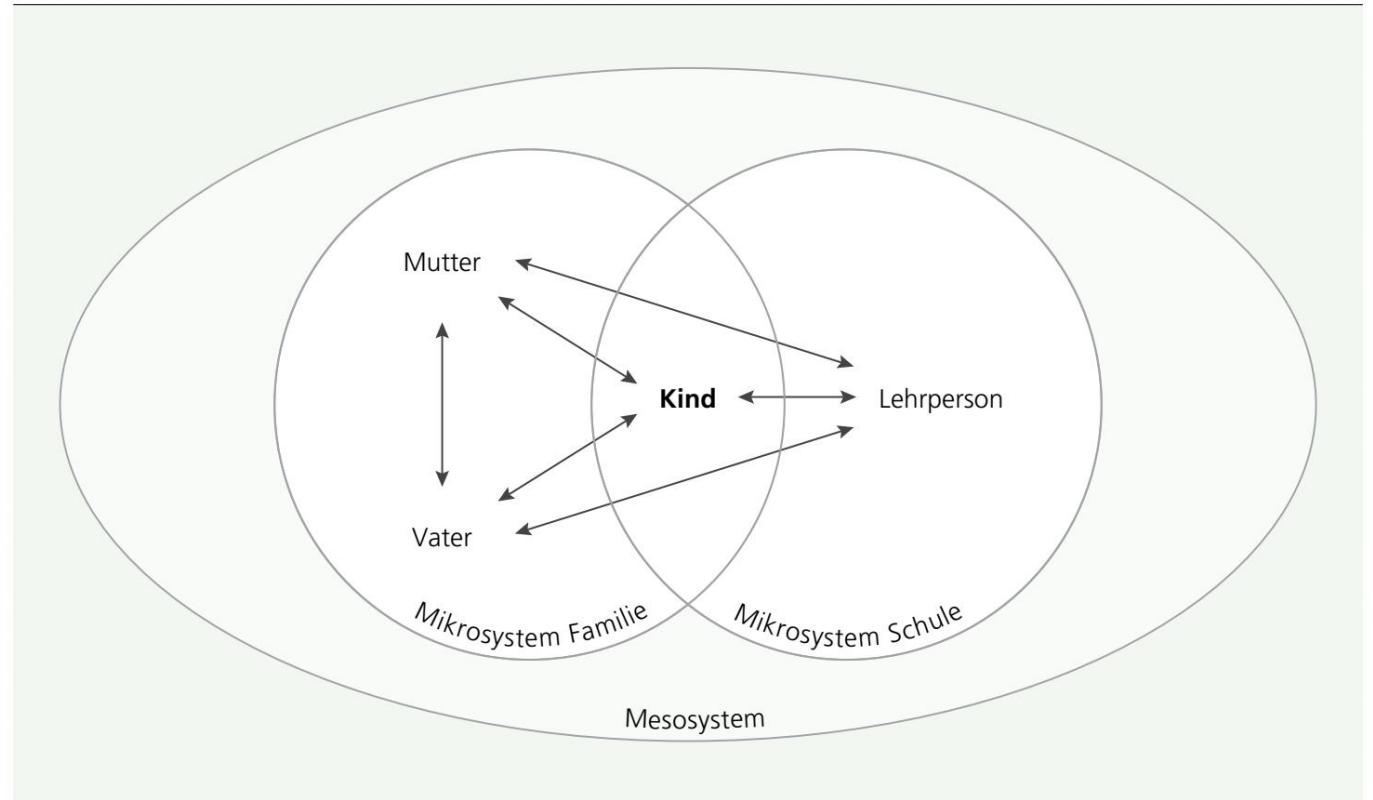 Mutter
Kind
Lehrperson
Vater
Mikrosystem Familie
Mikrosystem Schule
Mesosystem